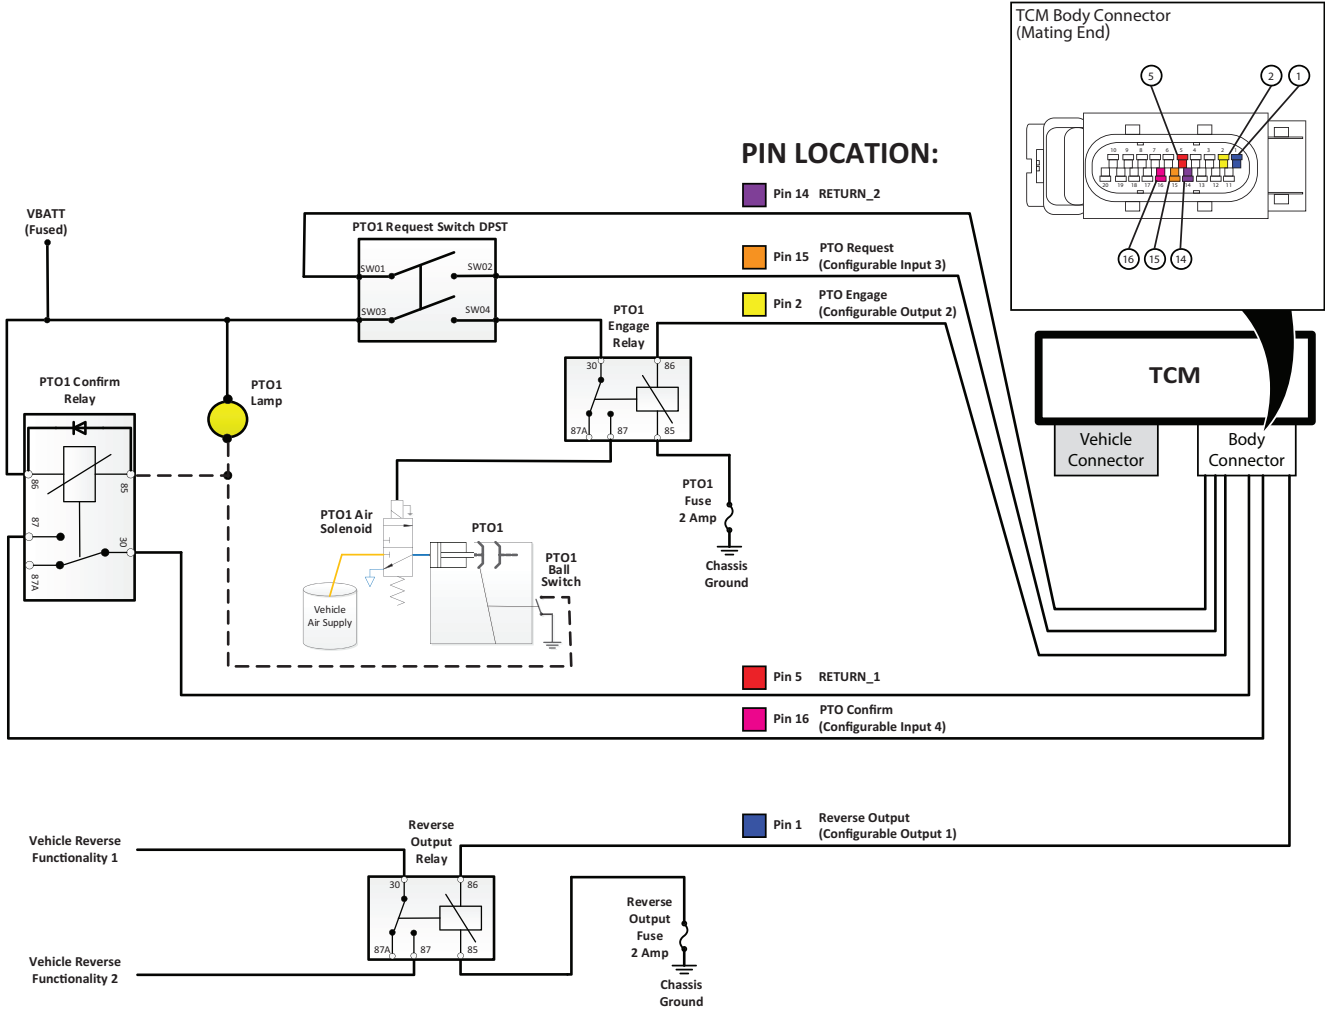 TCM Body Connector
(Mating End)
5
2
1
10 9 8 7 6 5 4 3 2 1
20 19 18 17 16 15 14 13 12 11
16
15
14
PIN LOCATION:
Pin 14 RETURN_2
Pin 15 PTO Request
(Configurable Input 3)
Pin 2 PTO Engage
(Configurable Output 2)
VBATT
(Fused)
PTO1 Request Switch DPST
SW01
SW02
SW03
SW04
PTO1
Engage
Relay
30
86
87A
87
85
TCM
Vehicle
Connector
Body
Connector
PTO1 Confirm
Relay
86
85
87
30
87A
PTO1
Lamp
PTO1
Fuse
2 Amp
Chassis
Ground
PTO1 Air
Solenoid
PTO1
PTO1
Ball
Switch
Vehicle
Air Supply
Pin 5 RETURN_1
Pin 16 PTO Confirm
(Configurable Input 4)
Pin 1 Reverse Output
(Configurable Output 1)
Vehicle Reverse
Functionality 1
Reverse
Output
Relay
30
86
87A
87
85
Vehicle Reverse
Functionality 2
Reverse
Output
Fuse
2 Amp
Chassis
Ground